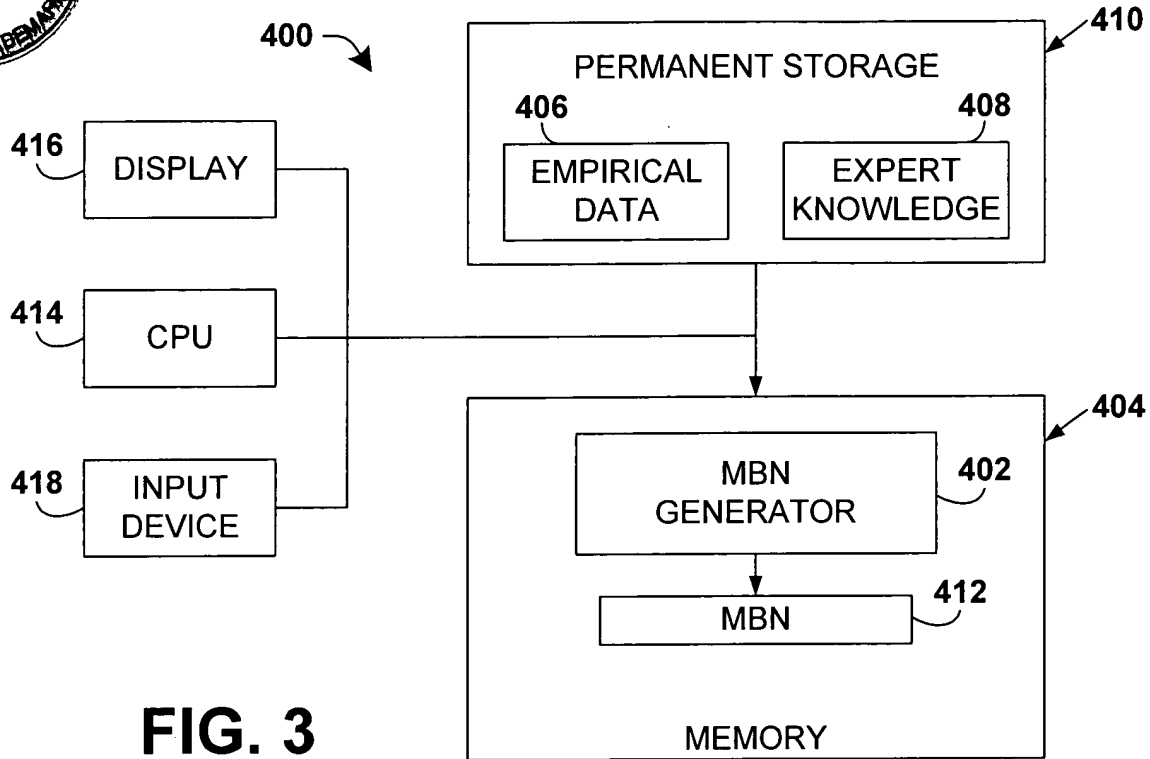 400
410
PERMANENT STORAGE
406
408
416
DISPLAY
EMPIRICAL
DATA
EXPERT
KNOWLEDGE
414
CPU
404
418
INPUT
DEVICE
MBN
GENERATOR
402
MBN
412
FIG. 3
MEMORY